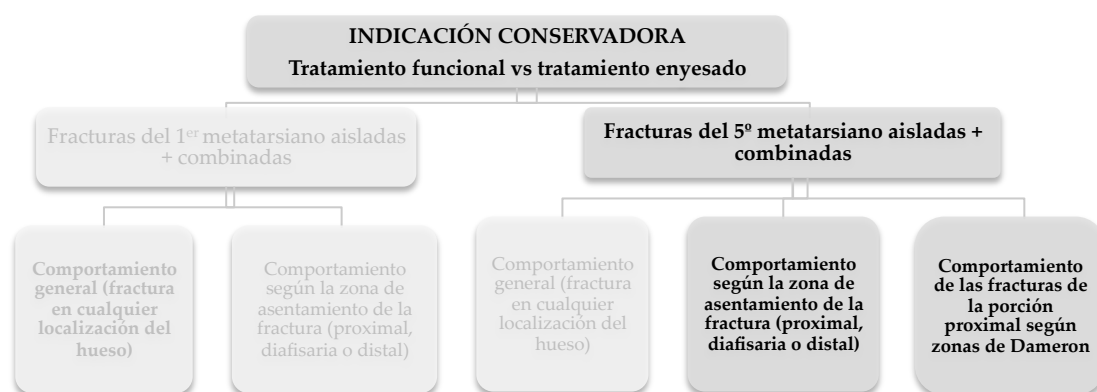 INDICACIÓN CONSERVADORA
Tratamiento funcional vs tratamiento enyesado
Fracturas del 1er metatarsiano aisladas
+ combinadas
Fracturas del 5º metatarsiano aisladas +
combinadas
Comportamiento
general (fractura
en cualquier
localización del
hueso)
Comportamiento
según la zona de
asentamiento de la
fractura (proximal,
diafisaria o distal)
Comportamiento
general (fractura
en cualquier
localización del
hueso)
Comportamiento
según la zona de
asentamiento de la
fractura (proximal,
diafisaria o distal)
Comportamiento
de las fracturas de
la porción
proximal según
zonas de Dameron